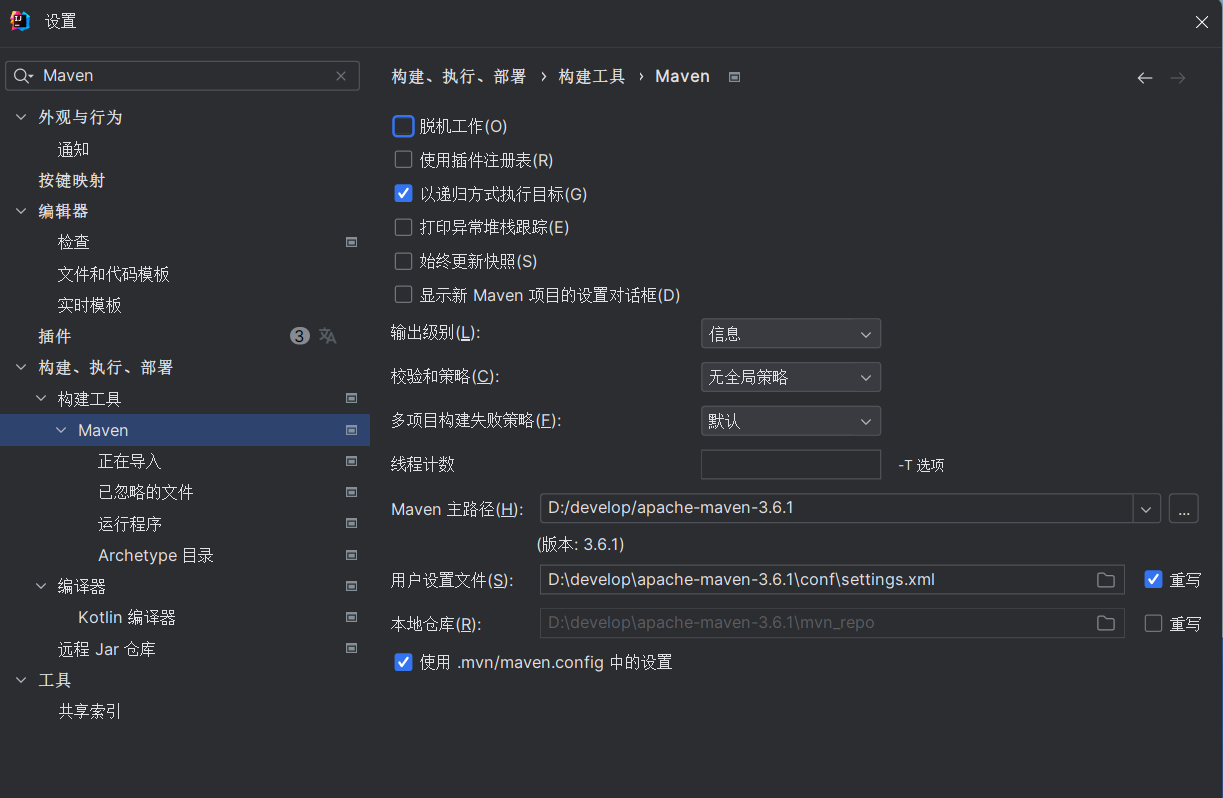 设置
Maven
外观与行为
通知
按键映射
编辑器
检查
文件和代码模板
实时模板
插件 3
构建、执行、部署
构建工具
Maven
正在导入
已忽略的文件
运行程序
Archetype 目录
编译器
Kotlin 编译器
远程 Jar 仓库
工具
共享索引
构建、执行、部署 › 构建工具 › Maven
脱机工作(O)
使用插件注册表(R)
以递归方式执行目标(G)
打印异常堆栈跟踪(E)
始终更新快照(S)
显示新 Maven 项目的设置对话框(D)
输出级别(L): 信息
校验和策略(C): 无全局策略
多项目构建失败策略(F): 默认
线程计数 -T 选项
Maven 主路径(H): D:/develop/apache-maven-3.6.1 ...
(版本: 3.6.1)
用户设置文件(S): D:\develop\apache-maven-3.6.1\conf\settings.xml 重写
本地仓库(R): D:\develop\apache-maven-3.6.1\mvn_repo 重写
使用 .mvn/maven.config 中的设置